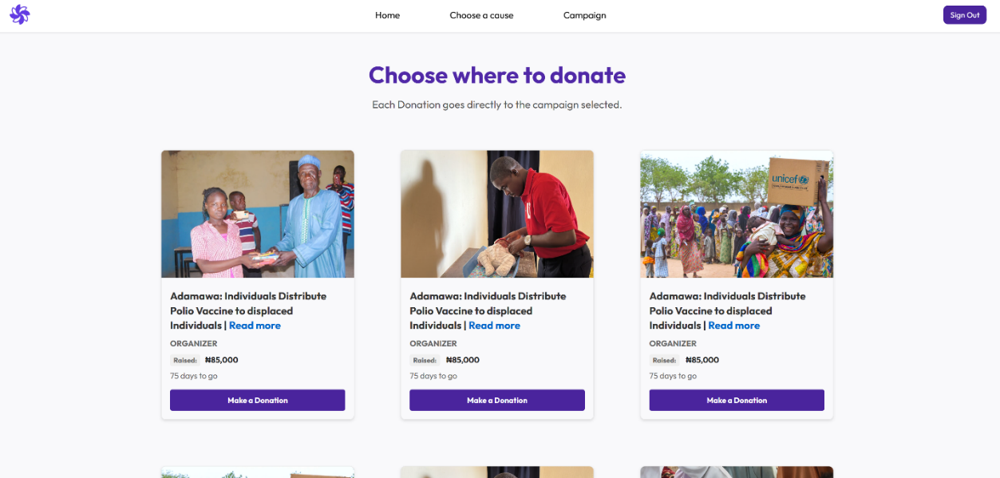 Home Choose a cause Campaign Sign Out
Choose where to donate
Each Donation goes directly to the campaign selected.
unicef
Adamawa: Individuals Distribute
Polio Vaccine to displaced
Individuals | Read more
ORGANIZER
Raised: ₦85,000
75 days to go
Make a Donation
Adamawa: Individuals Distribute
Polio Vaccine to displaced
Individuals | Read more
ORGANIZER
Raised: ₦85,000
75 days to go
Make a Donation
Adamawa: Individuals Distribute
Polio Vaccine to displaced
Individuals | Read more
ORGANIZER
Raised: ₦85,000
75 days to go
Make a Donation